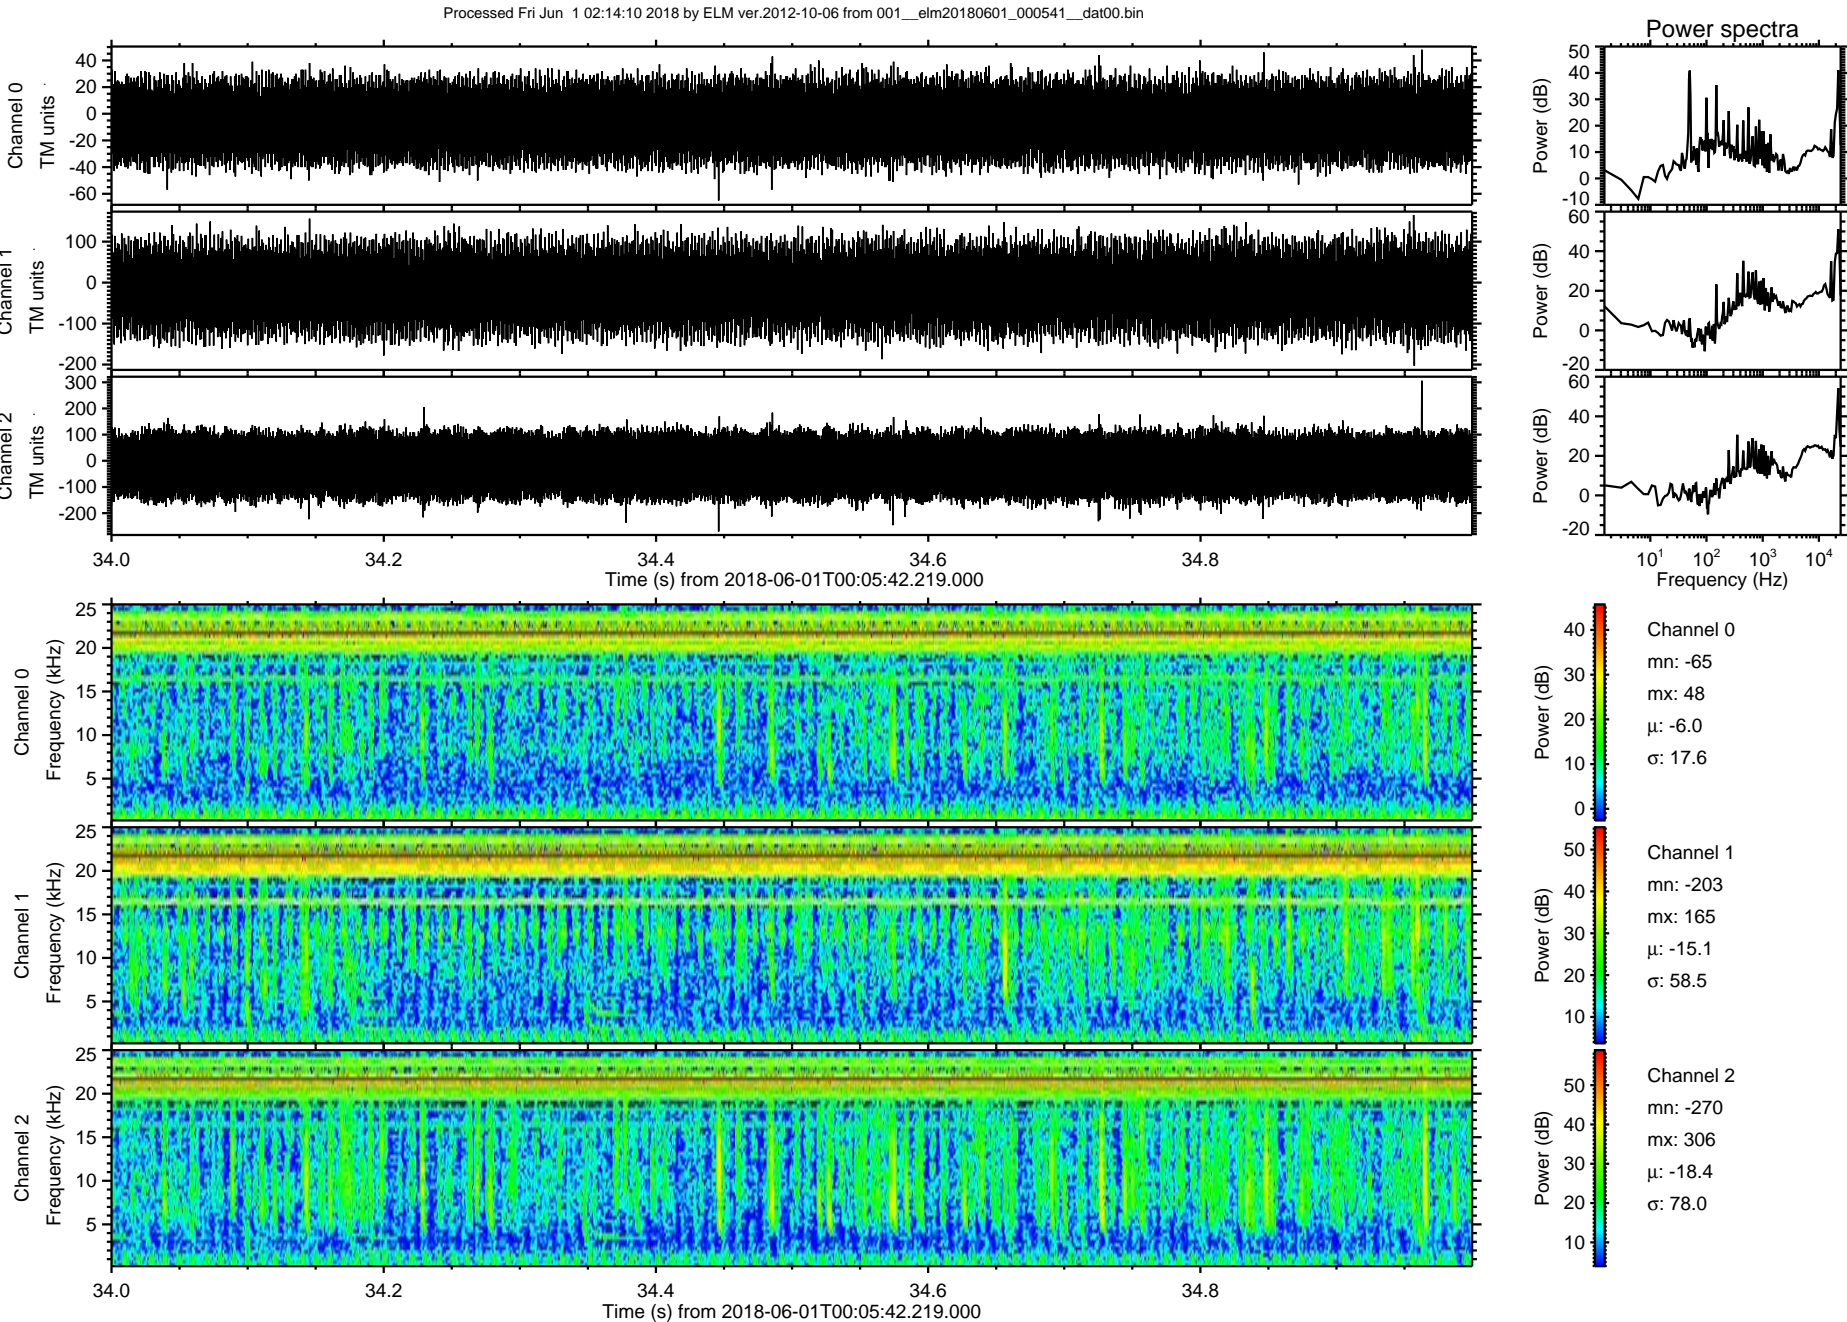 Processed Fri Jun  1 02:14:10 2018 by ELM ver.2012-10-06 from 001__elm20180601_000541__dat00.bin
Power spectra
Channel 0
TM units
40
20
0
-20
-40
-60
Power (dB)
50
40
30
20
10
0
-10
Channel 1
TM units
100
0
-100
-200
Power (dB)
60
40
20
0
-20
Channel 2
TM units
300
200
100
0
-100
-200
Power (dB)
60
40
20
0
-20
34.0 34.2 34.4 34.6 34.8
Time (s) from 2018-06-01T00:05:42.219.000
10^1 10^2 10^3 10^4
Frequency (Hz)
Channel 0
Frequency (kHz)
25
20
15
10
5
Power (dB)
40
30
20
10
0
Channel 0
mn: -65
mx: 48
μ: -6.0
σ: 17.6
Channel 1
Frequency (kHz)
25
20
15
10
5
Power (dB)
50
40
30
20
10
Channel 1
mn: -203
mx: 165
μ: -15.1
σ: 58.5
Channel 2
Frequency (kHz)
25
20
15
10
5
Power (dB)
50
40
30
20
10
Channel 2
mn: -270
mx: 306
μ: -18.4
σ: 78.0
34.0 34.2 34.4 34.6 34.8
Time (s) from 2018-06-01T00:05:42.219.000